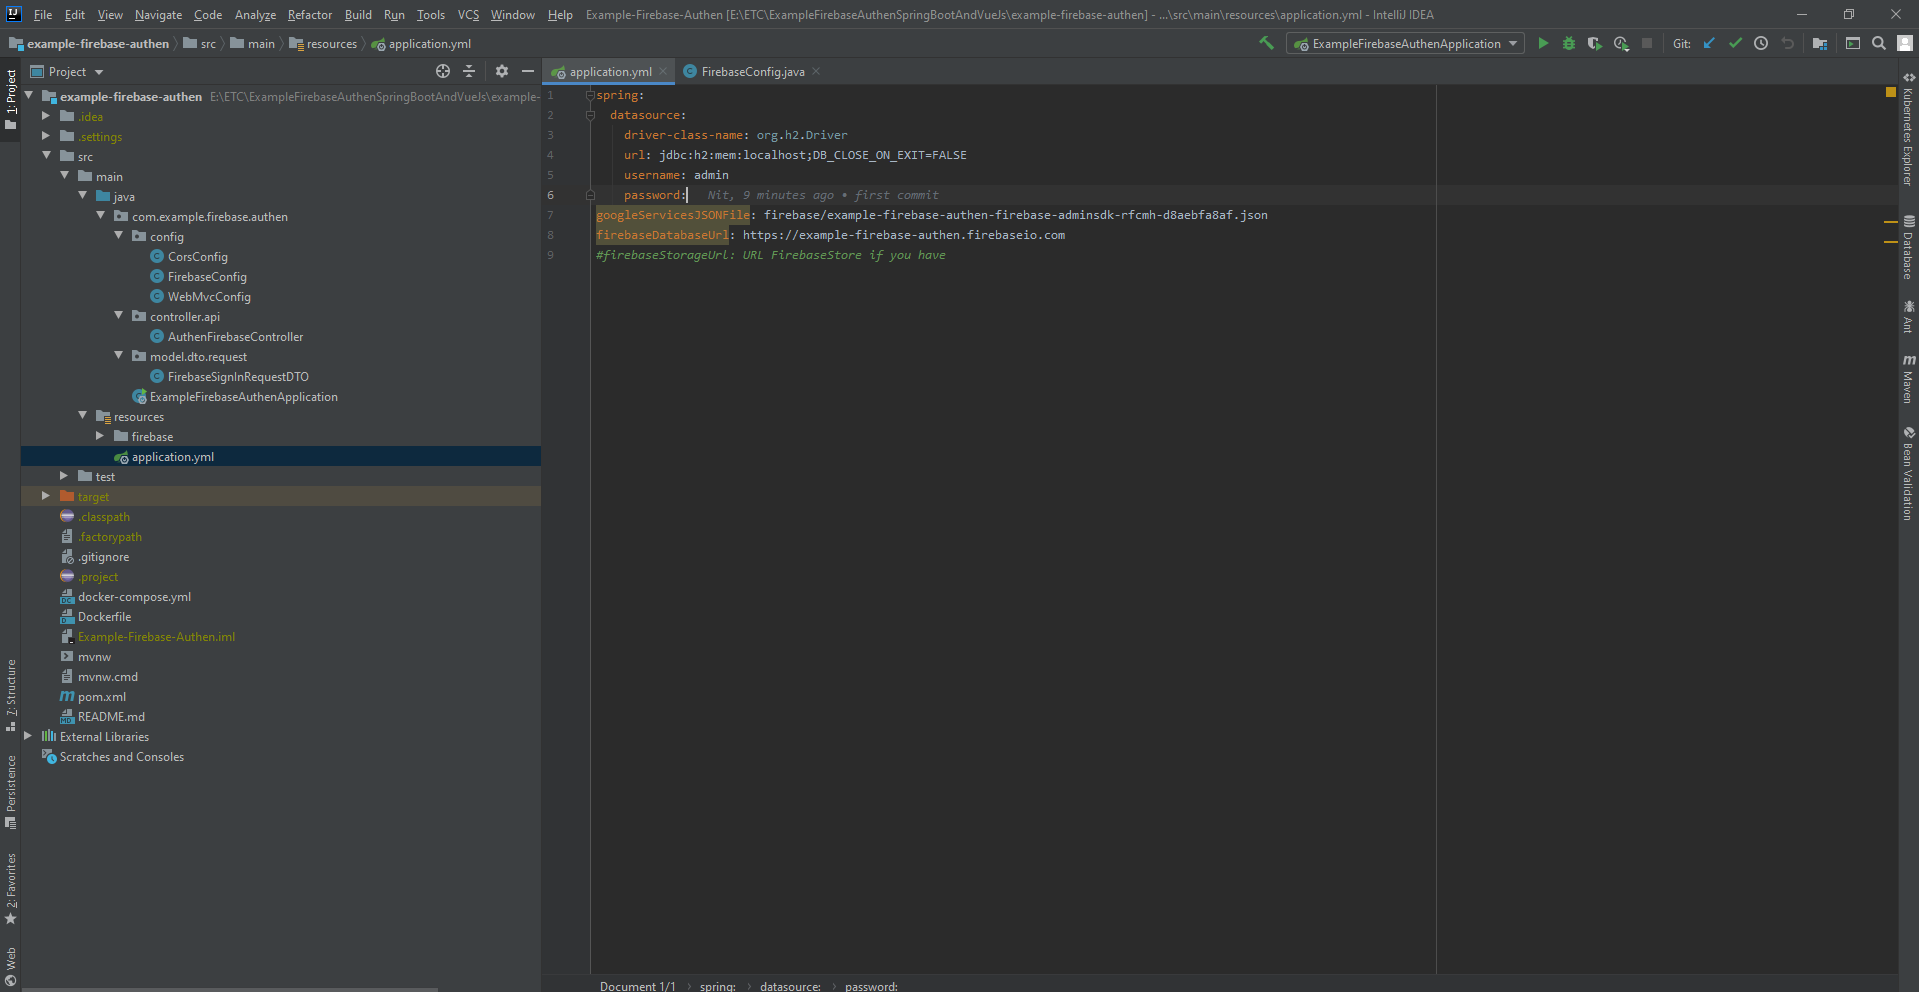 File Edit View Navigate Code Analyze Refactor Build Run Tools VCS Window Help Example-Firebase-Authen [E:\ETC\ExampleFirebaseAuthenSpringBootAndVueJs\example-firebase-authen] - ...\src\main\resources\application.yml - IntelliJ IDEA
example-firebase-authen src main resources application.yml ExampleFirebaseAuthenApplication Git:
Project
application.yml
FirebaseConfig.java
1: Project
example-firebase-authen E:\ETC\ExampleFirebaseAuthenSpringBootAndVueJs\example-
.idea
.settings
src
main
java
com.example.firebase.authen
config
CorsConfig
FirebaseConfig
WebMvcConfig
controller.api
AuthenFirebaseController
model.dto.request
FirebaseSignInRequestDTO
ExampleFirebaseAuthenApplication
resources
firebase
application.yml
test
target
.classpath
.factorypath
.gitignore
.project
docker-compose.yml
Dockerfile
Example-Firebase-Authen.iml
mvnw
mvnw.cmd
pom.xml
README.md
External Libraries
Scratches and Consoles
7: Structure
Persistence
2: Favorites
Web
1 spring:
2 datasource:
3 driver-class-name: org.h2.Driver
4 url: jdbc:h2:mem:localhost;DB_CLOSE_ON_EXIT=FALSE
5 username: admin
6 password: Nit, 9 minutes ago • first commit
7 googleServicesJSONFile: firebase/example-firebase-authen-firebase-adminsdk-rfcmh-d8aebfa8af.json
8 firebaseDatabaseUrl: https://example-firebase-authen.firebaseio.com
9 #firebaseStorageUrl: URL FirebaseStore if you have
Kubernetes Explorer
Database
Ant
Maven
Bean Validation
Document 1/1 spring: datasource: password: